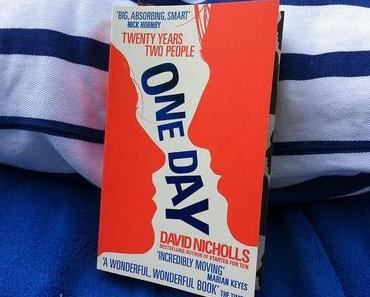 'BIG, ABSORBING, SMART'
NICK HORNBY
TWENTY YEARS
TWO PEOPLE
ONE DAY
DAVID NICHOLLS
BESTSELLING AUTHOR OF STARTER FOR TEN
'INCREDIBLY MOVING'
MARIAN KEYES
'A WONDERFUL, WONDERFUL BOOK'
THE